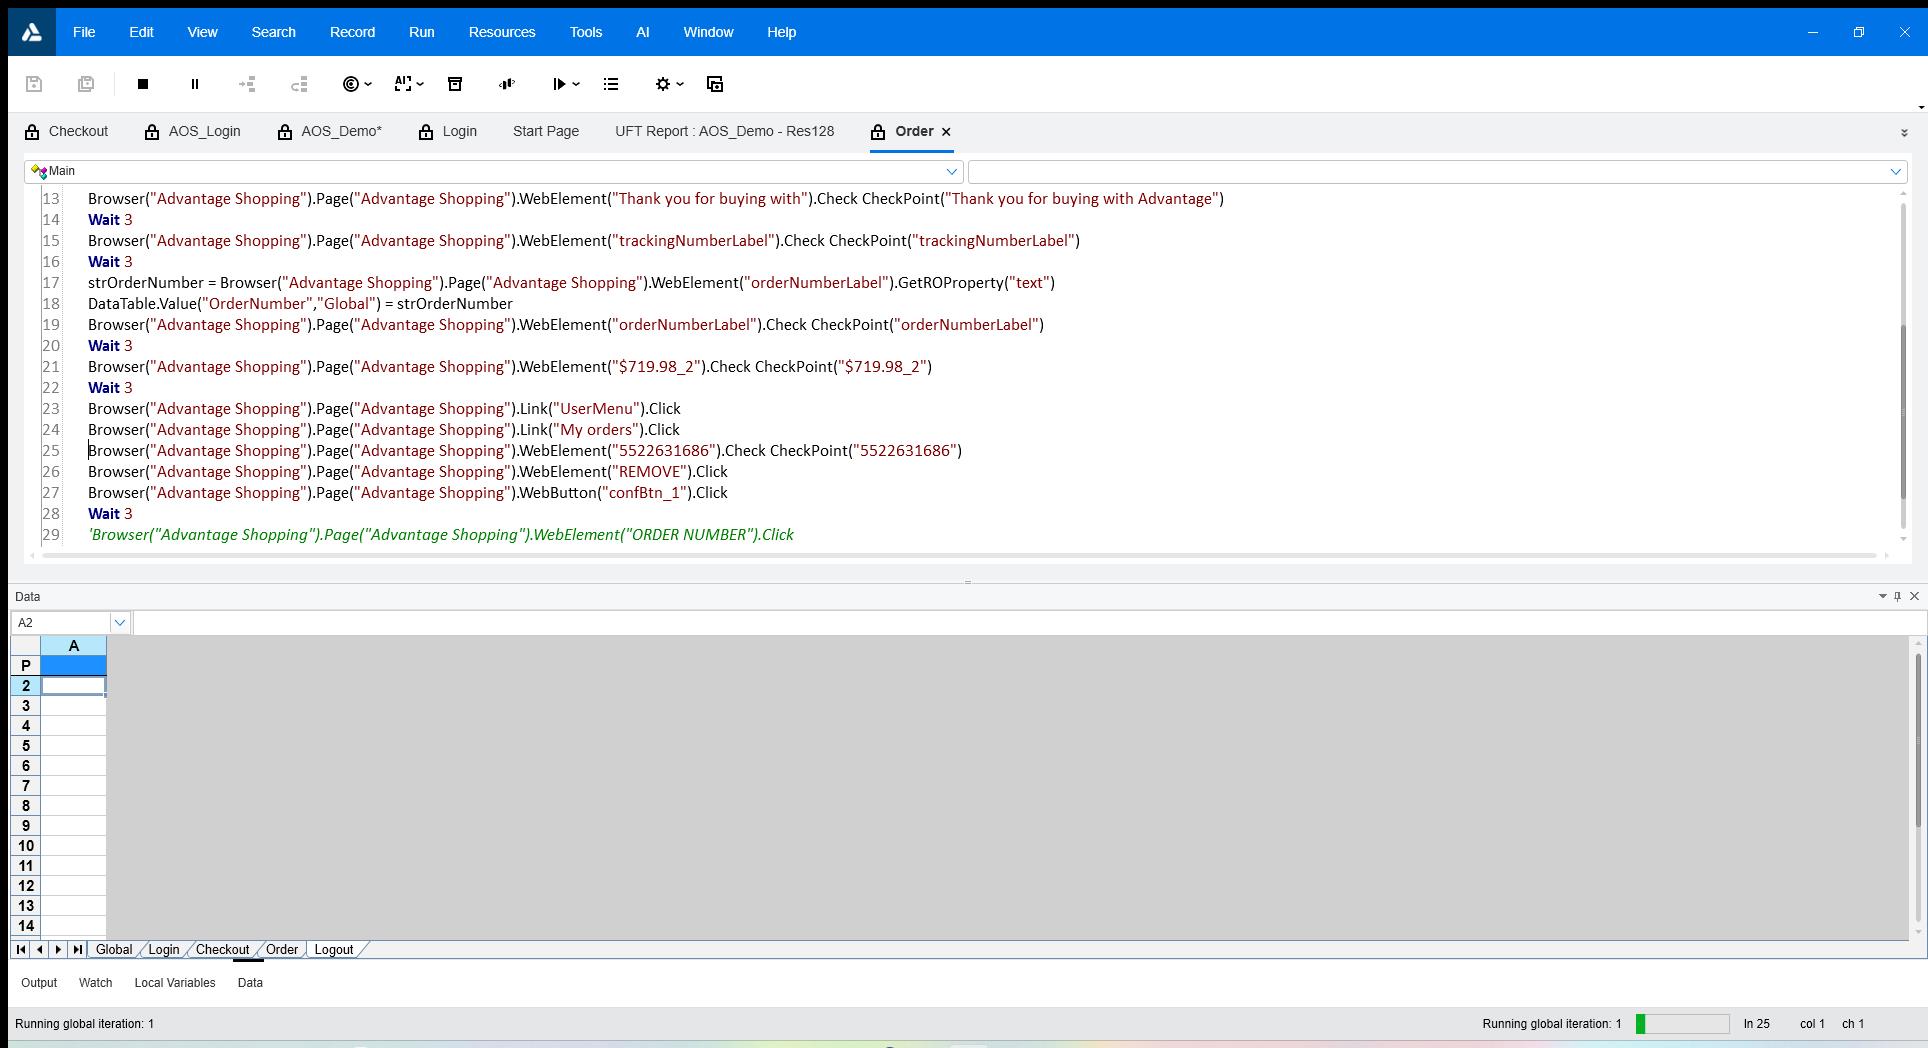 File Edit View Search Record Run Resources Tools AI Window Help
Checkout AOS_Login AOS_Demo* Login Start Page UFT Report : AOS_Demo - Res128 Order
Main
13 Browser("Advantage Shopping").Page("Advantage Shopping").WebElement("Thank you for buying with").Check CheckPoint("Thank you for buying with Advantage")
14 Wait 3
15 Browser("Advantage Shopping").Page("Advantage Shopping").WebElement("trackingNumberLabel").Check CheckPoint("trackingNumberLabel")
16 Wait 3
17 strOrderNumber = Browser("Advantage Shopping").Page("Advantage Shopping").WebElement("orderNumberLabel").GetROProperty("text")
18 DataTable.Value("OrderNumber","Global") = strOrderNumber
19 Browser("Advantage Shopping").Page("Advantage Shopping").WebElement("orderNumberLabel").Check CheckPoint("orderNumberLabel")
20 Wait 3
21 Browser("Advantage Shopping").Page("Advantage Shopping").WebElement("$719.98_2").Check CheckPoint("$719.98_2")
22 Wait 3
23 Browser("Advantage Shopping").Page("Advantage Shopping").Link("UserMenu").Click
24 Browser("Advantage Shopping").Page("Advantage Shopping").Link("My orders").Click
25 Browser("Advantage Shopping").Page("Advantage Shopping").WebElement("5522631686").Check CheckPoint("5522631686")
26 Browser("Advantage Shopping").Page("Advantage Shopping").WebElement("REMOVE").Click
27 Browser("Advantage Shopping").Page("Advantage Shopping").WebButton("confBtn_1").Click
28 Wait 3
29 'Browser("Advantage Shopping").Page("Advantage Shopping").WebElement("ORDER NUMBER").Click
Data
A2
A
P
2
3
4
5
6
7
8
9
10
11
12
13
14
Global Login Checkout Order Logout
Output Watch Local Variables Data
Running global iteration: 1 Running global iteration: 1 ln 25 col 1 ch 1